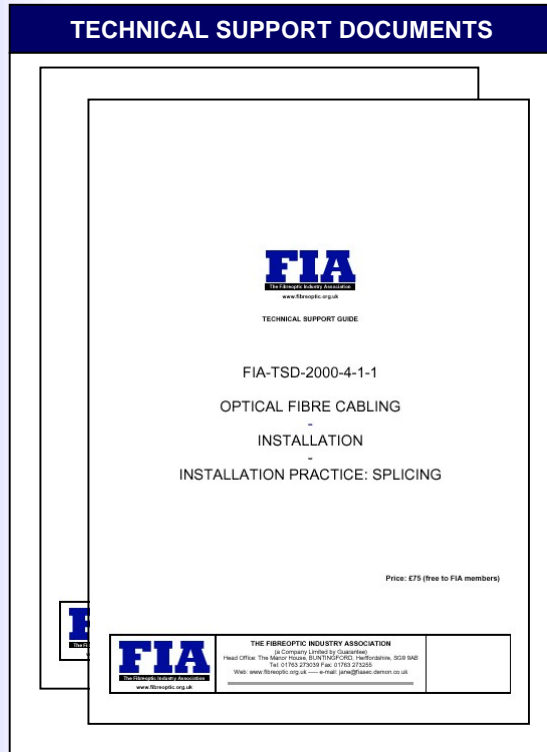 TECHNICAL SUPPORT DOCUMENTS
FIA
The Fibreoptic Industry Association
www.fibreoptic.org.uk
TECHNICAL SUPPORT GUIDE
FIA-TSD-2000-4-1-1
OPTICAL FIBRE CABLING
-
INSTALLATION
-
INSTALLATION PRACTICE: SPLICING
Price: £75 (free to FIA members)
FIA
The Fibreoptic Industry Association
www.fibreoptic.org.uk
THE FIBREOPTIC INDUSTRY ASSOCIATION
(a Company Limited by Guarantee)
Head Office: The Manor House, BUNTINGFORD, Hertfordshire, SG9 9AB
Tel: 01763 273039 Fax: 01763 273255
Web: www.fibreoptic.org.uk ---- e-mail: jane@fiasec.demon.co.uk